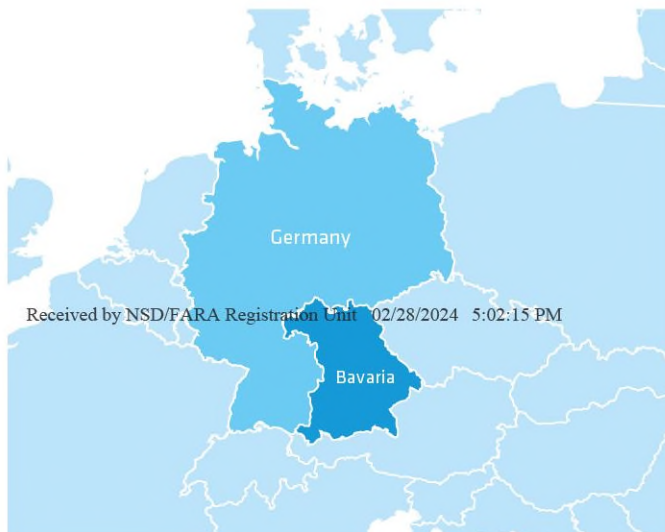 Germany
Received by NSD/FARA Registration Unit 02/28/2024 5:02:15 PM
Bavaria